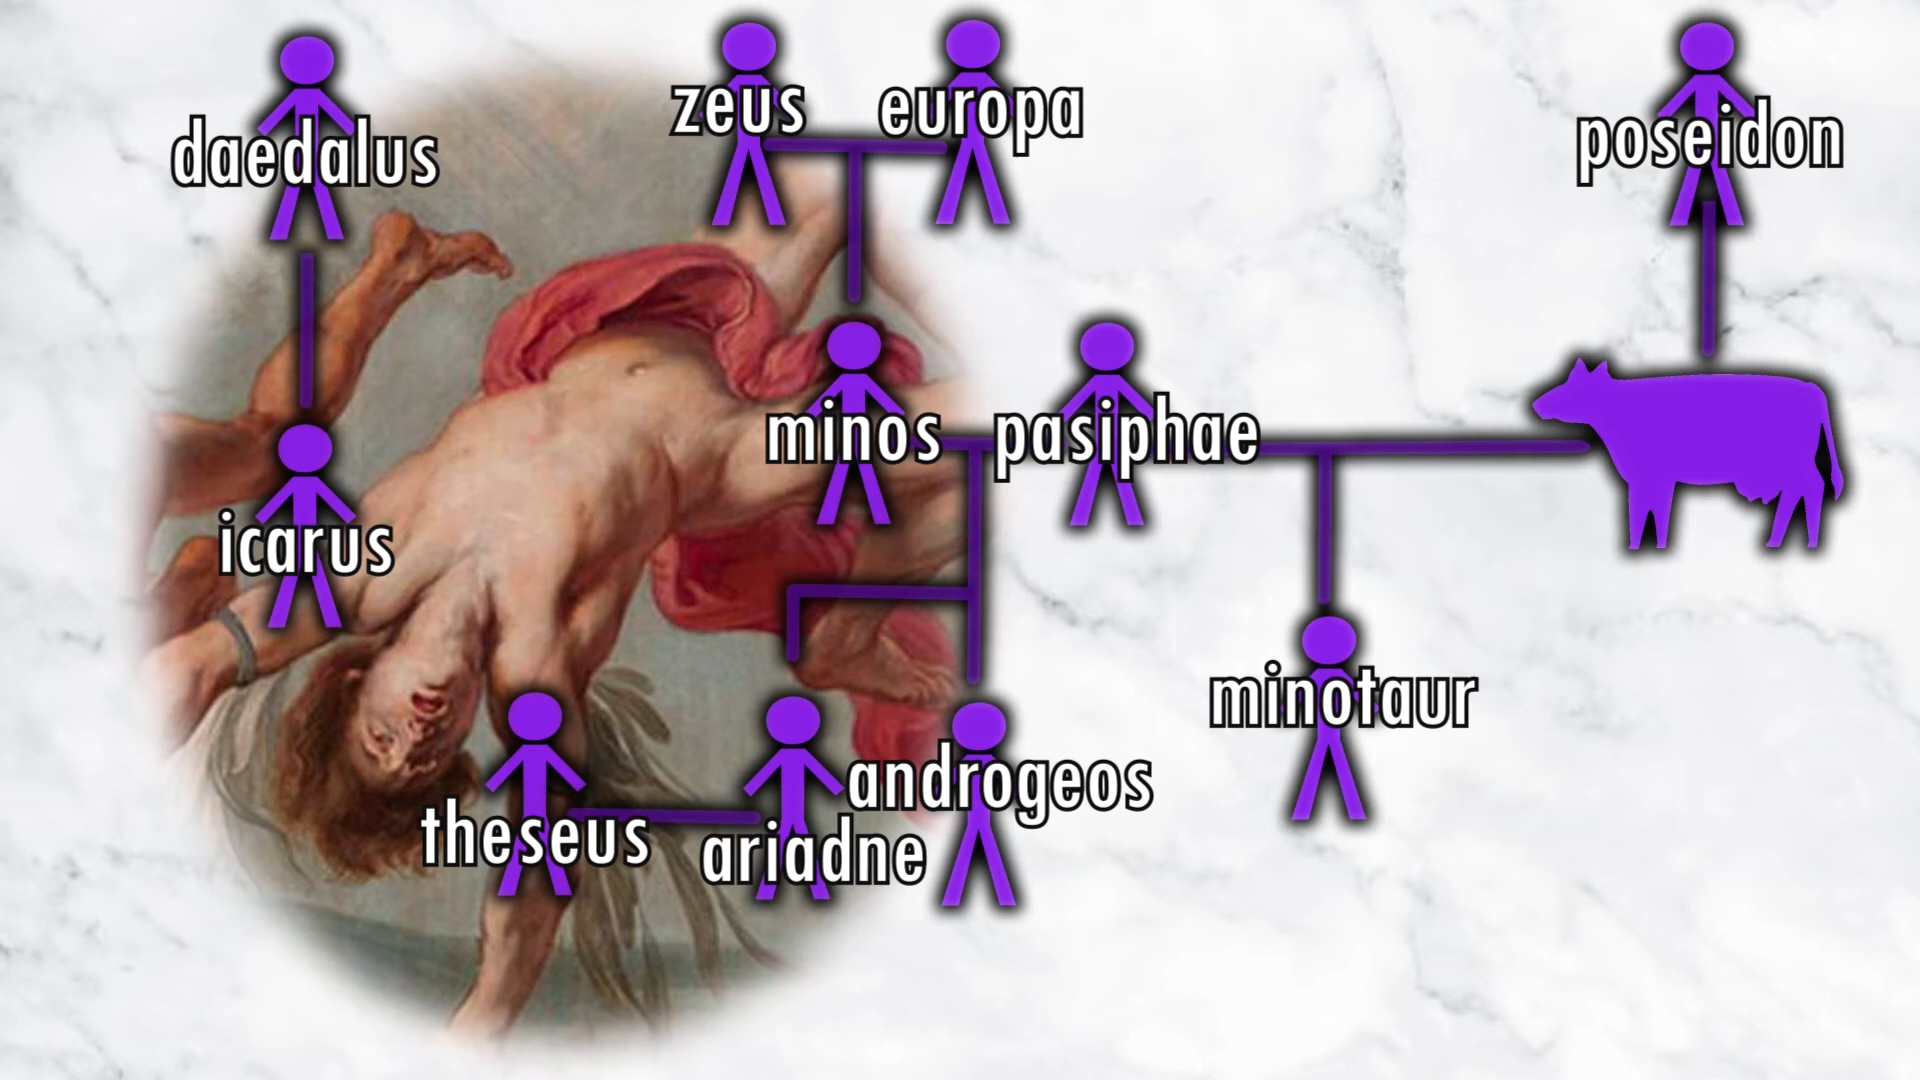 zeus
europa
poseidon
daedalus
minos
pasiphae
icarus
minotaur
androgeos
theseus
ariadne